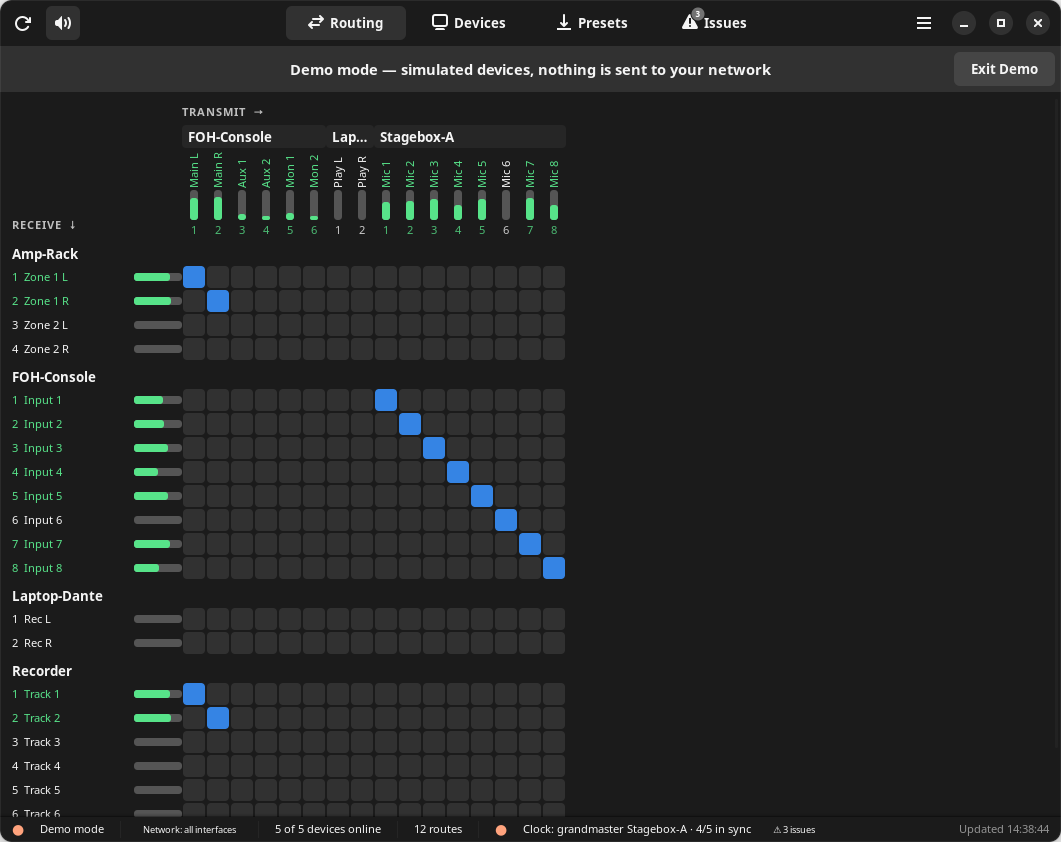 Routing
Devices
Presets
3
Issues
Demo mode — simulated devices, nothing is sent to your network
Exit Demo
TRANSMIT →
FOH-Console
Lap...
Stagebox-A
Main L
Main R
Aux 1
Aux 2
Mon 1
Mon 2
Play L
Play R
Mic 1
Mic 2
Mic 3
Mic 4
Mic 5
Mic 6
Mic 7
Mic 8
1 2 3 4 5 6 1 2 1 2 3 4 5 6 7 8
RECEIVE ↓
Amp-Rack
1 Zone 1 L
2 Zone 1 R
3 Zone 2 L
4 Zone 2 R
FOH-Console
1 Input 1
2 Input 2
3 Input 3
4 Input 4
5 Input 5
6 Input 6
7 Input 7
8 Input 8
Laptop-Dante
1 Rec L
2 Rec R
Recorder
1 Track 1
2 Track 2
3 Track 3
4 Track 4
5 Track 5
6 Track 6
Demo mode
Network: all interfaces
5 of 5 devices online
12 routes
Clock: grandmaster Stagebox-A · 4/5 in sync
⚠ 3 issues
Updated 14:38:44